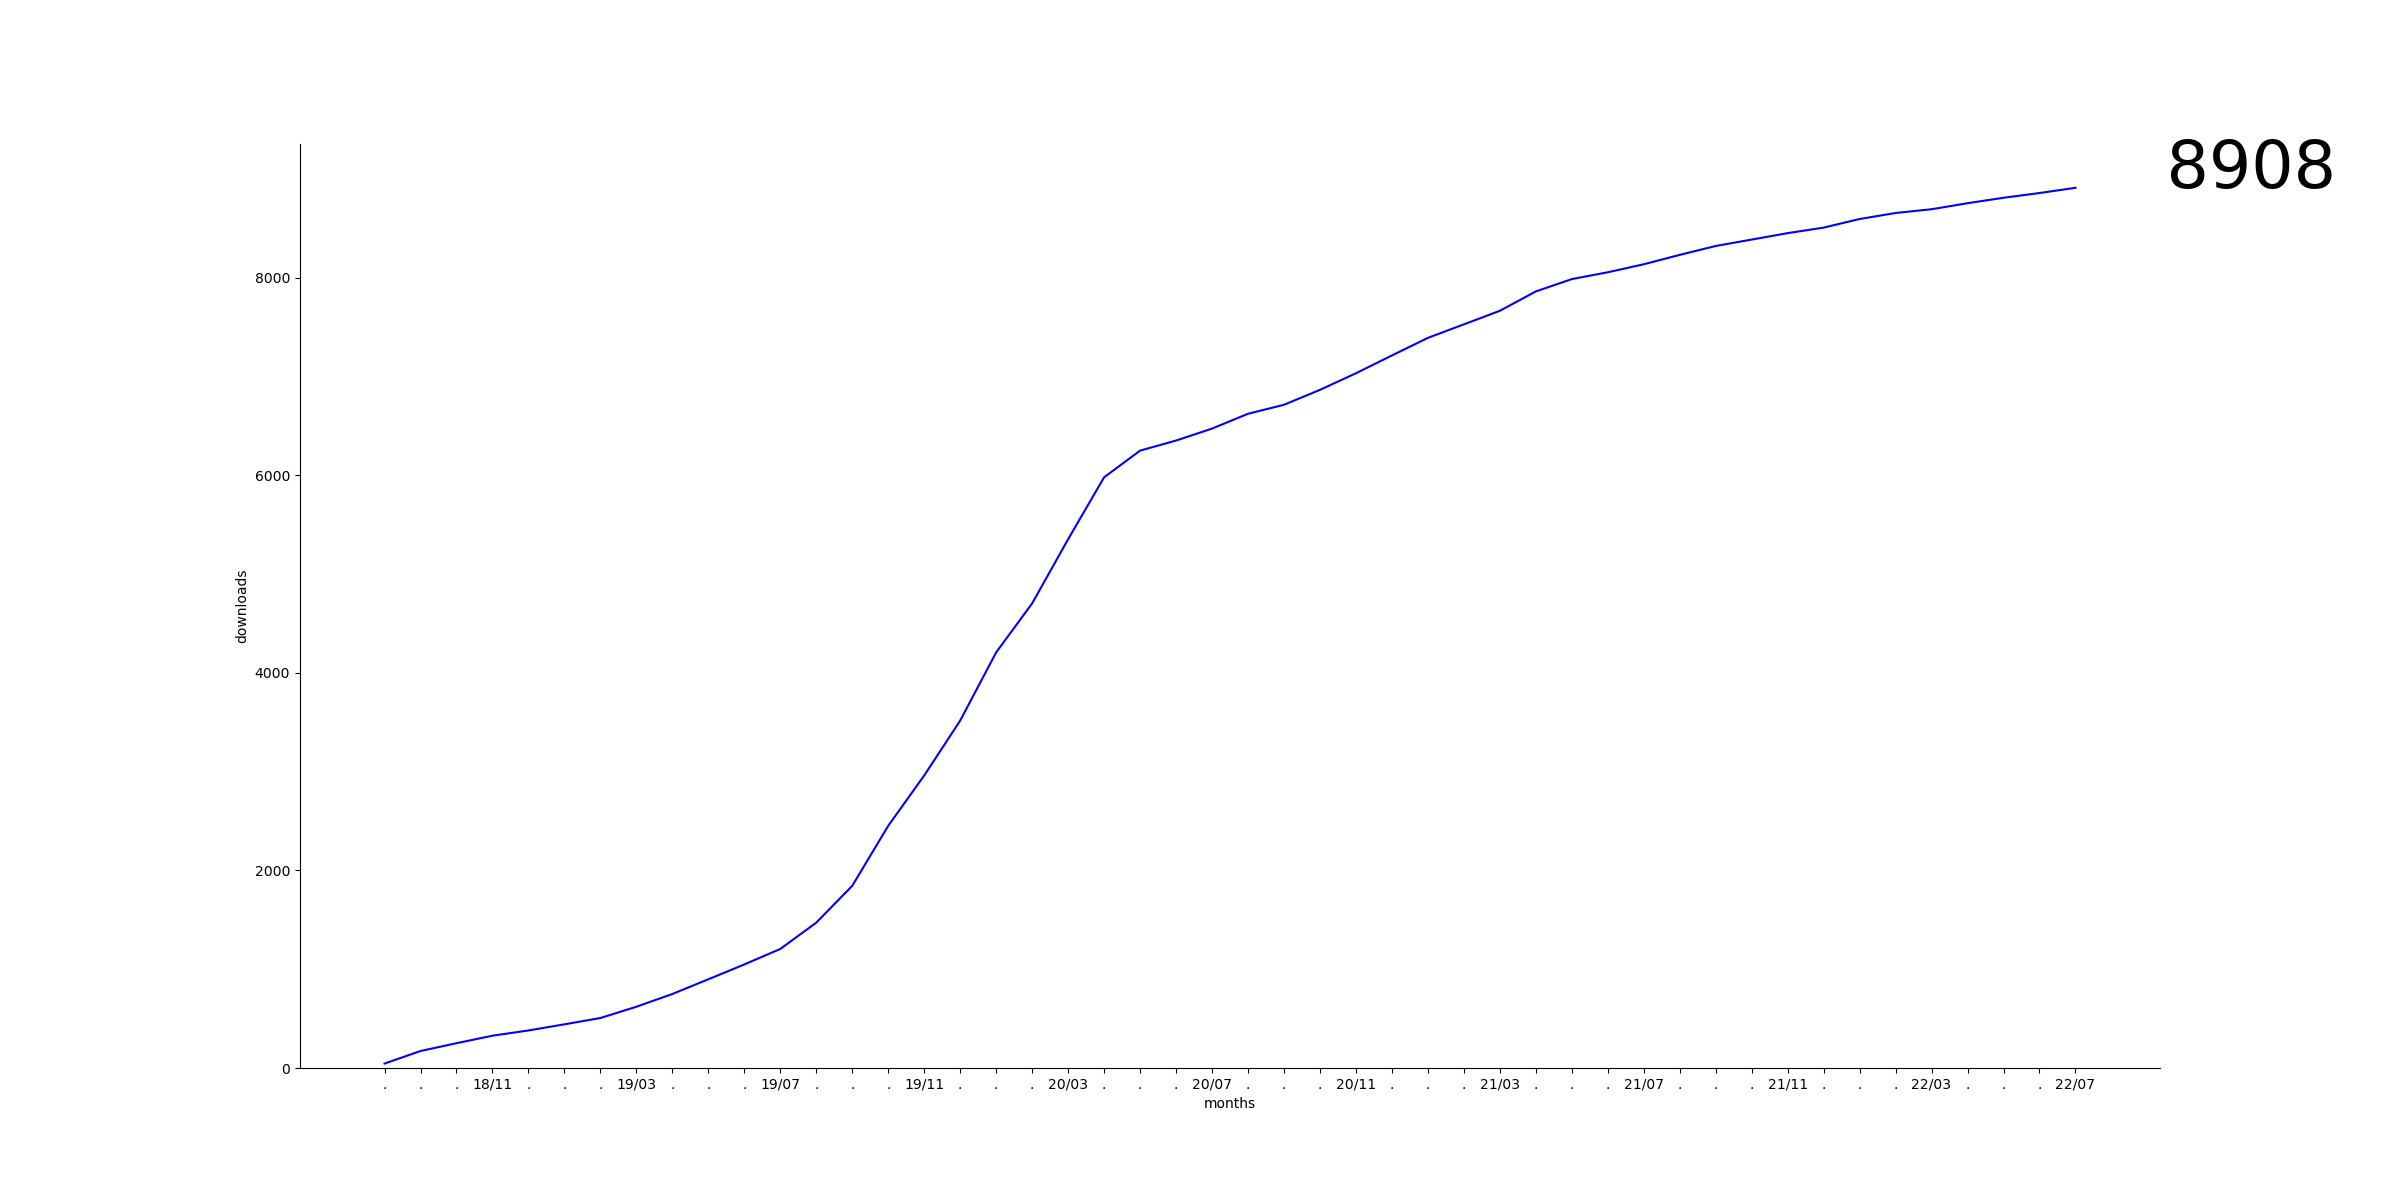 8908
8000
6000
4000
2000
0
downloads
. . . 18/11 . . . 19/03 . . . 19/07 . . . 19/11 . . . 20/03 . . . 20/07 . . . 20/11 . . . 21/03 . . . 21/07 . . . 21/11 . . . 22/03 . . . 22/07
months